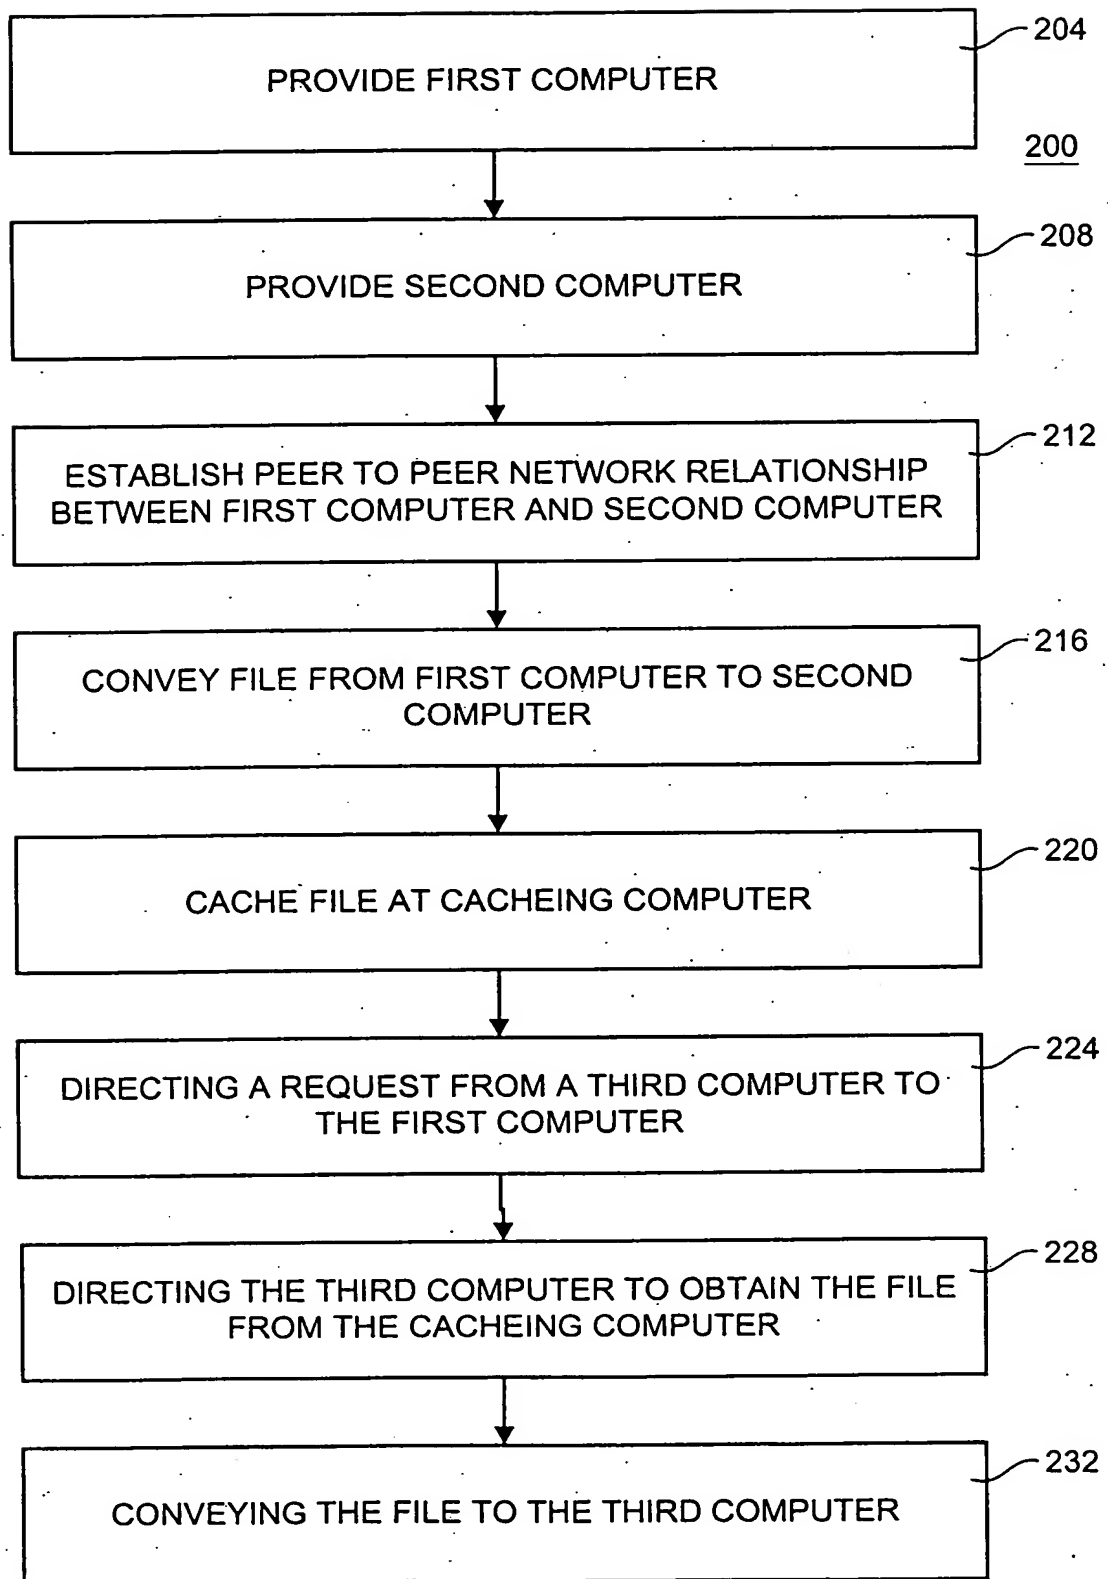 204
PROVIDE FIRST COMPUTER
200
208
PROVIDE SECOND COMPUTER
212
ESTABLISH PEER TO PEER NETWORK RELATIONSHIP
BETWEEN FIRST COMPUTER AND SECOND COMPUTER
216
CONVEY FILE FROM FIRST COMPUTER TO SECOND
COMPUTER
220
CACHE FILE AT CACHEING COMPUTER
224
DIRECTING A REQUEST FROM A THIRD COMPUTER TO
THE FIRST COMPUTER
228
DIRECTING THE THIRD COMPUTER TO OBTAIN THE FILE
FROM THE CACHEING COMPUTER
232
CONVEYING THE FILE TO THE THIRD COMPUTER